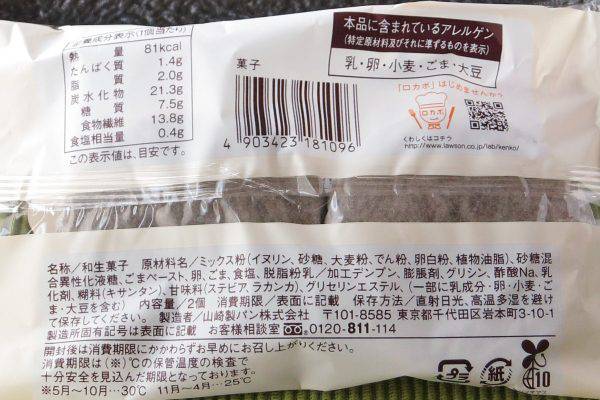 栄養成分表示(1個当たり)
熱量 81kcal
たんぱく質 1.4g
脂質 2.0g
炭水化物 21.3g
糖質 7.5g
食物繊維 13.8g
食塩相当量 0.4g
この表示値は、目安です。
菓子
4 903423 181096
本品に含まれているアレルゲン
(特定原材料及びそれに準ずるものを表示)
乳・卵・小麦・ごま・大豆
「ロカボ」はじめませんか?
ロカボ
くわしくはコチラ
http://www.lawson.co.jp/lab/kenko/
名称/和生菓子 原材料名/ミックス粉(イヌリン、砂糖、大麦粉、でん粉、卵白粉、植物油脂)、砂糖混
合異性化液糖、ごまペースト、卵、ごま、食塩、脱脂粉乳/加工デンプン、膨脹剤、グリシン、酢酸Na、乳
化剤、糊料(キサンタン)、甘味料(ステビア、ラカンカ)、グリセリンエステル、(一部に乳成分・卵・小麦・ご
ま・大豆を含む) 内容量/2個 消費期限/表面に記載 保存方法/直射日光、高温多湿を避け
て保存してください。 製造者/山崎製パン株式会社 〒101-8585 東京都千代田区岩本町3-10-1
製造所固有記号は表面に記載 お客様相談室 0120-811-114
開封後は消費期限にかかわらずお早めにお召し上がりください。
消費期限は(※)℃の保管温度の検査で
十分安全を見込んだ期限となっております。
※5月~10月…30℃ 11月~4月…25℃
プラ
紙
10